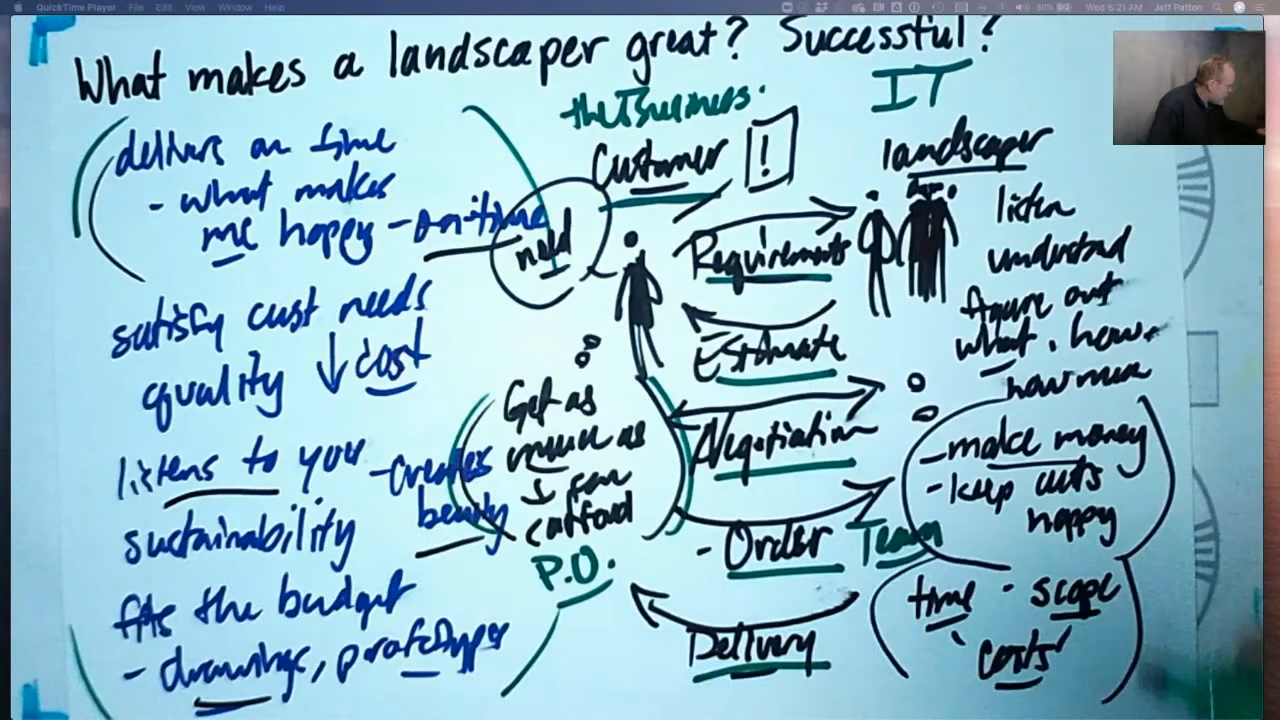 QuickTime Player File Edit View Window Help
80% Wed 6:21 AM Jeff Patton
What makes a landscaper great? Successful?
delivers on time
- what makes
me happy - on-time
satisfy cust needs
quality ↓ cost
listens to you
- creates
beauty
sustainability
fits the budget
- drawings, prototypes
the Business.
Customer !
need
Get as
much as
I can
afford
P.O.
Requirements
Estimate
Negotiation
- Order
Delivery
IT
landscaper
listen
understand
figure out
what, how,
how much
- make money
- keep custs
happy
Team
time - scope
costs